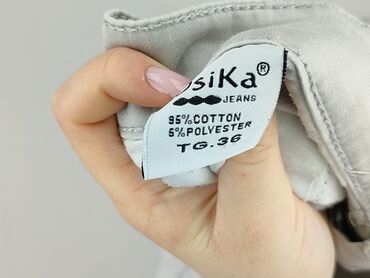 siKa®
JEANS
95% COTTON
5% POLYESTER
TG.36